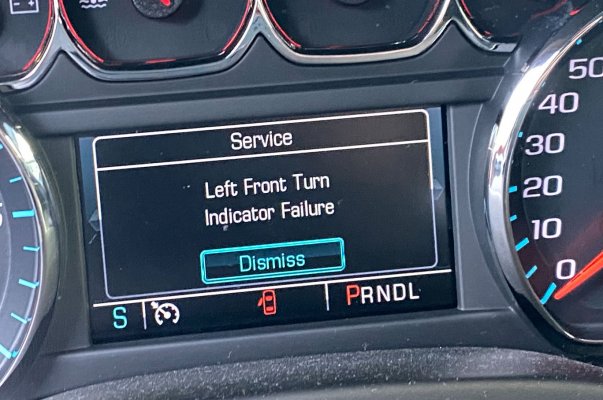 Service
Left Front Turn
Indicator Failure
Dismiss
S PRNDL
50
40
30
20
10
0